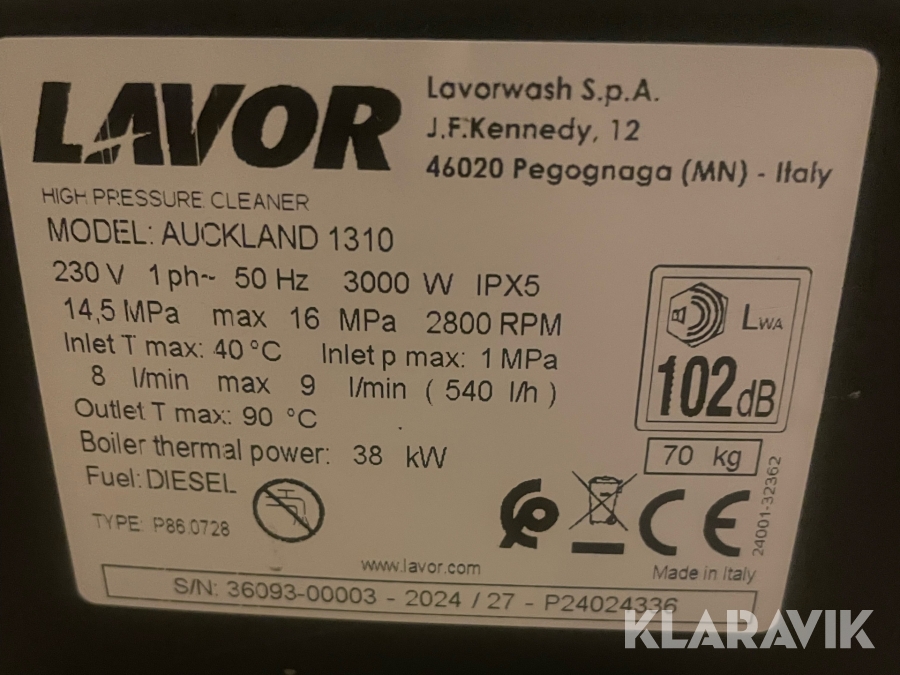 LAVOR
Lavorwash S.p.A.
J.F.Kennedy, 12
46020 Pegognaga (MN) - Italy
HIGH PRESSURE CLEANER
MODEL: AUCKLAND 1310
230 V 1 ph~ 50 Hz 3000 W IPX5
14,5 MPa max 16 MPa 2800 RPM
Inlet T max: 40 °C Inlet p max: 1 MPa
8 l/min max 9 l/min ( 540 l/h )
Outlet T max: 90 °C
Boiler thermal power: 38 kW
Fuel: DIESEL
TYPE: P86.0728
LWA
102dB
70 kg
CE
24001-32362
www.lavor.com
Made in Italy
S/N: 36093-00003 - 2024 / 27 - P24024336
KLARAVIK